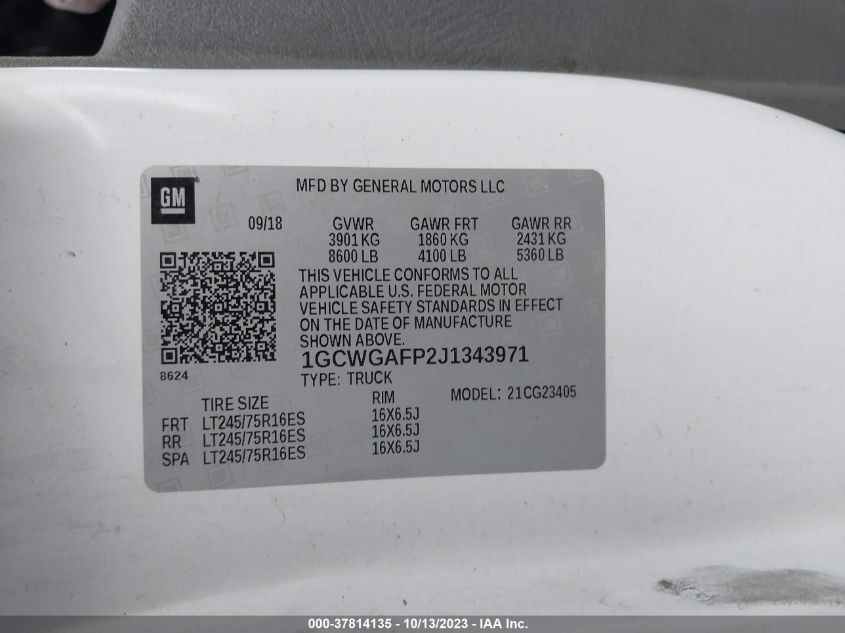 GM
MFD BY GENERAL MOTORS LLC
09/18 GVWR GAWR FRT GAWR RR
3901 KG 1860 KG 2431 KG
8600 LB 4100 LB 5360 LB
THIS VEHICLE CONFORMS TO ALL
APPLICABLE U.S. FEDERAL MOTOR
VEHICLE SAFETY STANDARDS IN EFFECT
ON THE DATE OF MANUFACTURE
SHOWN ABOVE.
1GCWGAFP2J1343971
8624
TYPE: TRUCK
MODEL: 21CG23405
TIRE SIZE RIM
FRT LT245/75R16ES 16X6.5J
RR LT245/75R16ES 16X6.5J
SPA LT245/75R16ES 16X6.5J
000-37814135 - 10/13/2023 - IAA Inc.